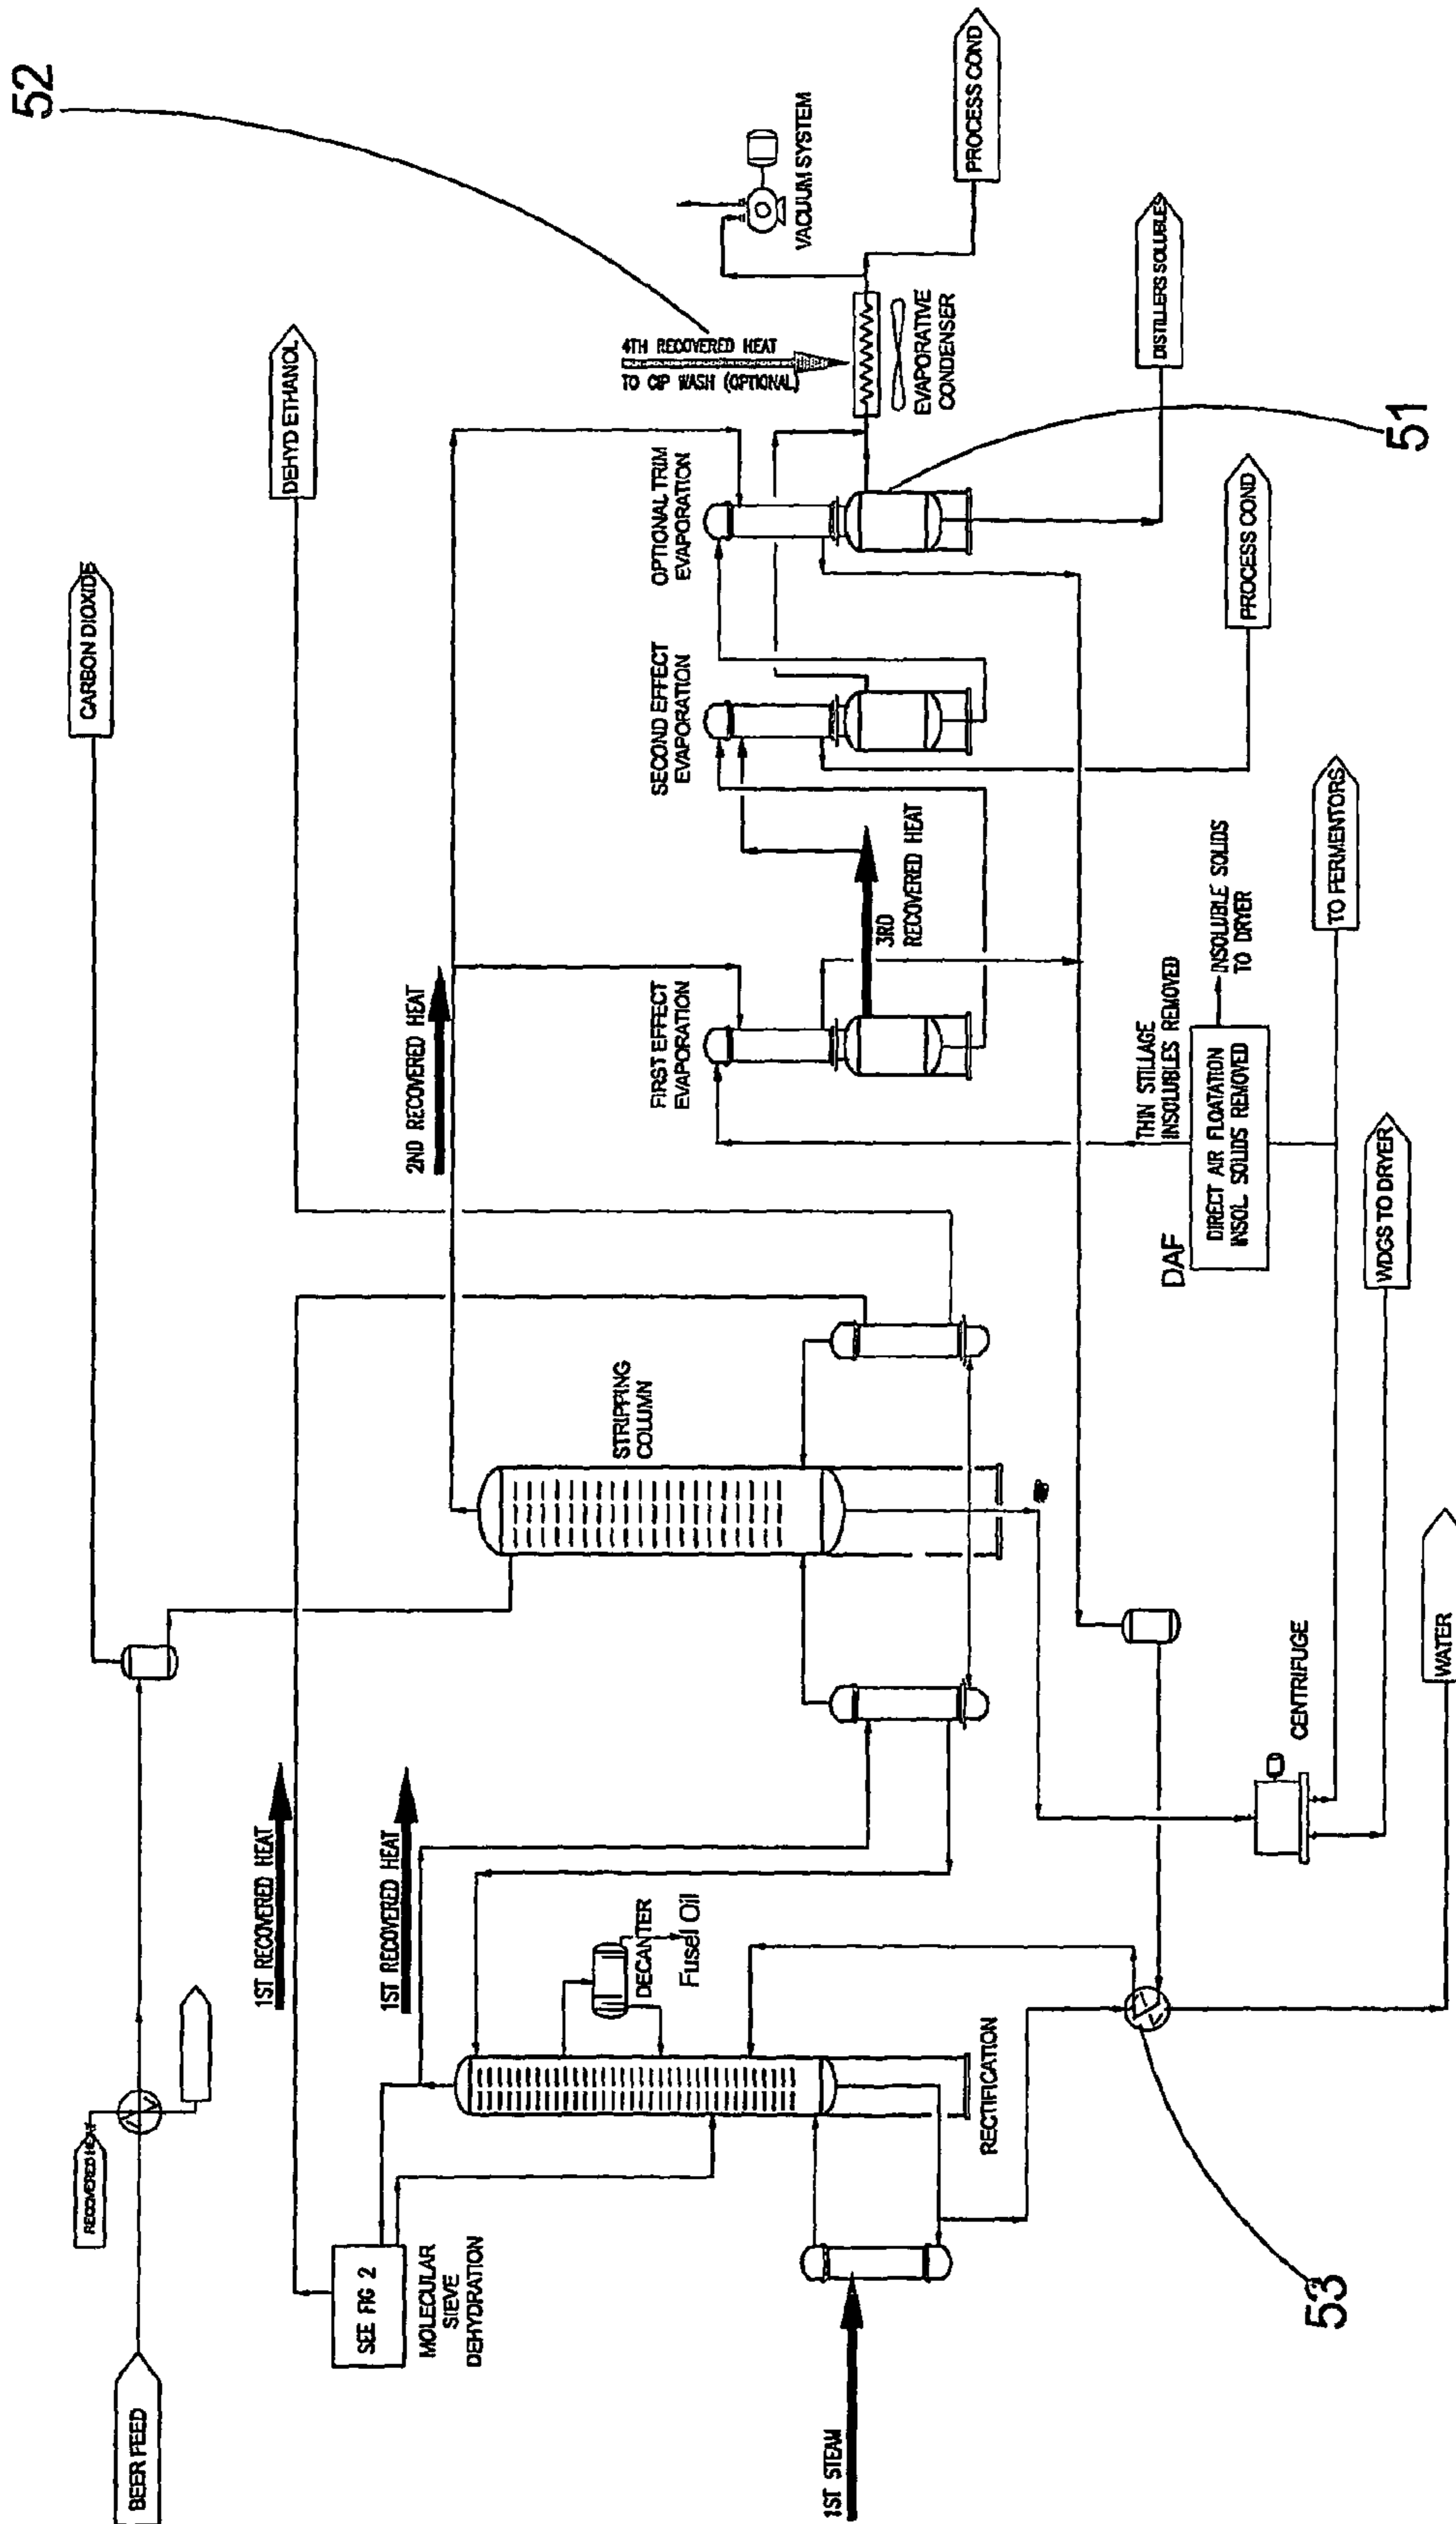 52
CARBON DIOXIDE
DEHYD ETHANOL
PROCESS COND
VACUUM SYSTEM
4TH RECOVERED HEAT
TO CIP WASH (OPTIONAL)
EVAPORATIVE
CONDENSER
DISTILLERS SOLUBLES
51
OPTIONAL TRIM
EVAPORATION
PROCESS COND
SECOND EFFECT
EVAPORATION
3RD
RECOVERED HEAT
2ND RECOVERED HEAT
FIRST EFFECT
EVAPORATION
THIN STILLAGE
INSOLUBLES REMOVED
INSOLUBLE SOLIDS
TO DRYER
DAF
DIRECT AIR FLOATATION
INSOL. SOLIDS REMOVED
TO FERMENTORS
WDGS TO DRYER
STRIPPING
COLUMN
WATER
CENTRIFUGE
1ST RECOVERED HEAT
1ST RECOVERED HEAT
DECANTER
Fusel Oil
RECTIFICATION
RECOVERED HEAT
SEE FIG 2
MOLECULAR
SIEVE
DEHYDRATION
BEER FEED
1ST STEAM
53